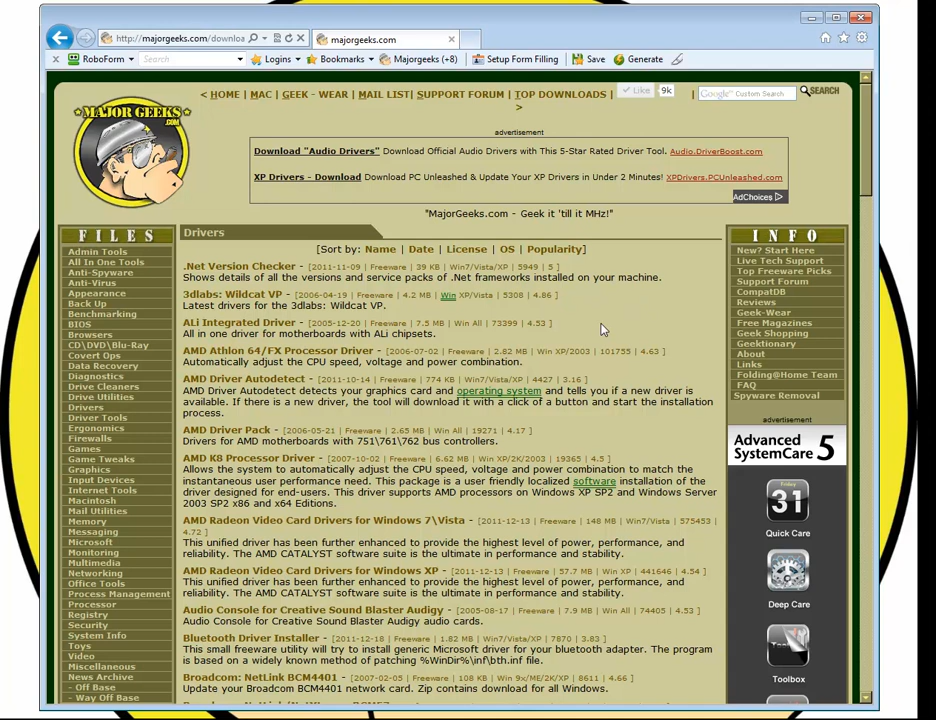 http://majorgeeks.com/downloa
majorgeeks.com
RoboForm
Search
Logins
Bookmarks
Majorgeeks (+8)
Setup Form Filling
Save
Generate
MAJOR GEEKS
.COM
< HOME | MAC | GEEK - WEAR | MAIL LIST| SUPPORT FORUM | TOP DOWNLOADS |
>
Like 9k
Google™ Custom Search
SEARCH
advertisement
Download "Audio Drivers" Download Official Audio Drivers with This 5-Star Rated Driver Tool. Audio.DriverBoost.com
XP Drivers - Download Download PC Unleashed & Update Your XP Drivers in Under 2 Minutes! XPDrivers.PCUnleashed.com
AdChoices
"MajorGeeks.com - Geek it 'till it MHz!"
FILES
Admin Tools
All In One Tools
Anti-Spyware
Anti-Virus
Appearance
Back Up
Benchmarking
BIOS
Browsers
CD\DVD\Blu-Ray
Covert Ops
Data Recovery
Diagnostics
Drive Cleaners
Drive Utilities
Drivers
Driver Tools
Ergonomics
Firewalls
Games
Game Tweaks
Graphics
Input Devices
Internet Tools
Macintosh
Mail Utilities
Memory
Messaging
Microsoft
Monitoring
Multimedia
Networking
Office Tools
Process Management
Processor
Registry
Security
System Info
Toys
Video
Miscellaneous
News Archive
- Off Base
- Way Off Base
Drivers
[Sort by: Name | Date | License | OS | Popularity]
.Net Version Checker - [2011-11-09 | Freeware | 39 KB | Win7/Vista/XP | 5949 | 5 ]
Shows details of all the versions and service packs of .Net frameworks installed on your machine.
3dlabs: Wildcat VP - [2006-04-19 | Freeware | 4.2 MB | Win XP/Vista | 5308 | 4.86 ]
Latest drivers for the 3dlabs: Wildcat VP.
ALi Integrated Driver - [2005-12-20 | Freeware | 7.5 MB | Win All | 73399 | 4.53 ]
All in one driver for motherboards with ALi chipsets.
AMD Athlon 64/FX Processor Driver - [2006-07-02 | Freeware | 2.82 MB | Win XP/2003 | 101755 | 4.63 ]
Automatically adjust the CPU speed, voltage and power combination.
AMD Driver Autodetect - [2011-10-14 | Freeware | 774 KB | Win7/Vista/XP | 4427 | 3.16 ]
AMD Driver Autodetect detects your graphics card and operating system and tells you if a new driver is
available. If there is a new driver, the tool will download it with a click of a button and start the installation
process.
AMD Driver Pack - [2006-05-21 | Freeware | 2.65 MB | Win All | 19271 | 4.17 ]
Drivers for AMD motherboards with 751\761\762 bus controllers.
AMD K8 Processor Driver - [2007-10-02 | Freeware | 6.62 MB | Win XP/2K/2003 | 19365 | 4.5 ]
Allows the system to automatically adjust the CPU speed, voltage and power combination to match the
instantaneous user performance need. This package is a user friendly localized software installation of the
driver designed for end-users. This driver supports AMD processors on Windows XP SP2 and Windows Server
2003 SP2 x86 and x64 Editions.
AMD Radeon Video Card Drivers for Windows 7\Vista - [2011-12-13 | Freeware | 148 MB | Win7/Vista | 575453 |
4.72 ]
This unified driver has been further enhanced to provide the highest level of power, performance, and
reliability. The AMD CATALYST software suite is the ultimate in performance and stability.
AMD Radeon Video Card Drivers for Windows XP - [2011-12-13 | Freeware | 57.7 MB | Win XP | 441646 | 4.54 ]
This unified driver has been further enhanced to provide the highest level of power, performance, and
reliability. The AMD CATALYST software suite is the ultimate in performance and stability.
Audio Console for Creative Sound Blaster Audigy - [2005-08-17 | Freeware | 7.9 MB | Win All | 74405 | 4.53 ]
Audio Console for Creative Sound Blaster Audigy audio cards.
Bluetooth Driver Installer - [2011-12-18 | Freeware | 1.82 MB | Win7/Vista/XP | 7870 | 3.83 ]
This small freeware utility will try to install generic Microsoft driver for your bluetooth adapter. The program
is based on a widely known method of patching %WinDir%\inf\bth.inf file.
Broadcom: NetLink BCM4401 - [2007-02-05 | Freeware | 108 KB | Win 9x/ME/2K/XP | 8611 | 4.66 ]
Update your Broadcom BCM4401 network card. Zip contains download for all Windows.
INFO
New? Start Here
Live Tech Support
Top Freeware Picks
Support Forum
CompatDB
Reviews
Geek-Wear
Free Magazines
Geek Shopping
Geektionary
About
Links
Folding@Home Team
FAQ
Spyware Removal
advertisement
Advanced
SystemCare 5
Friday
31
Quick Care
Deep Care
Toolbox